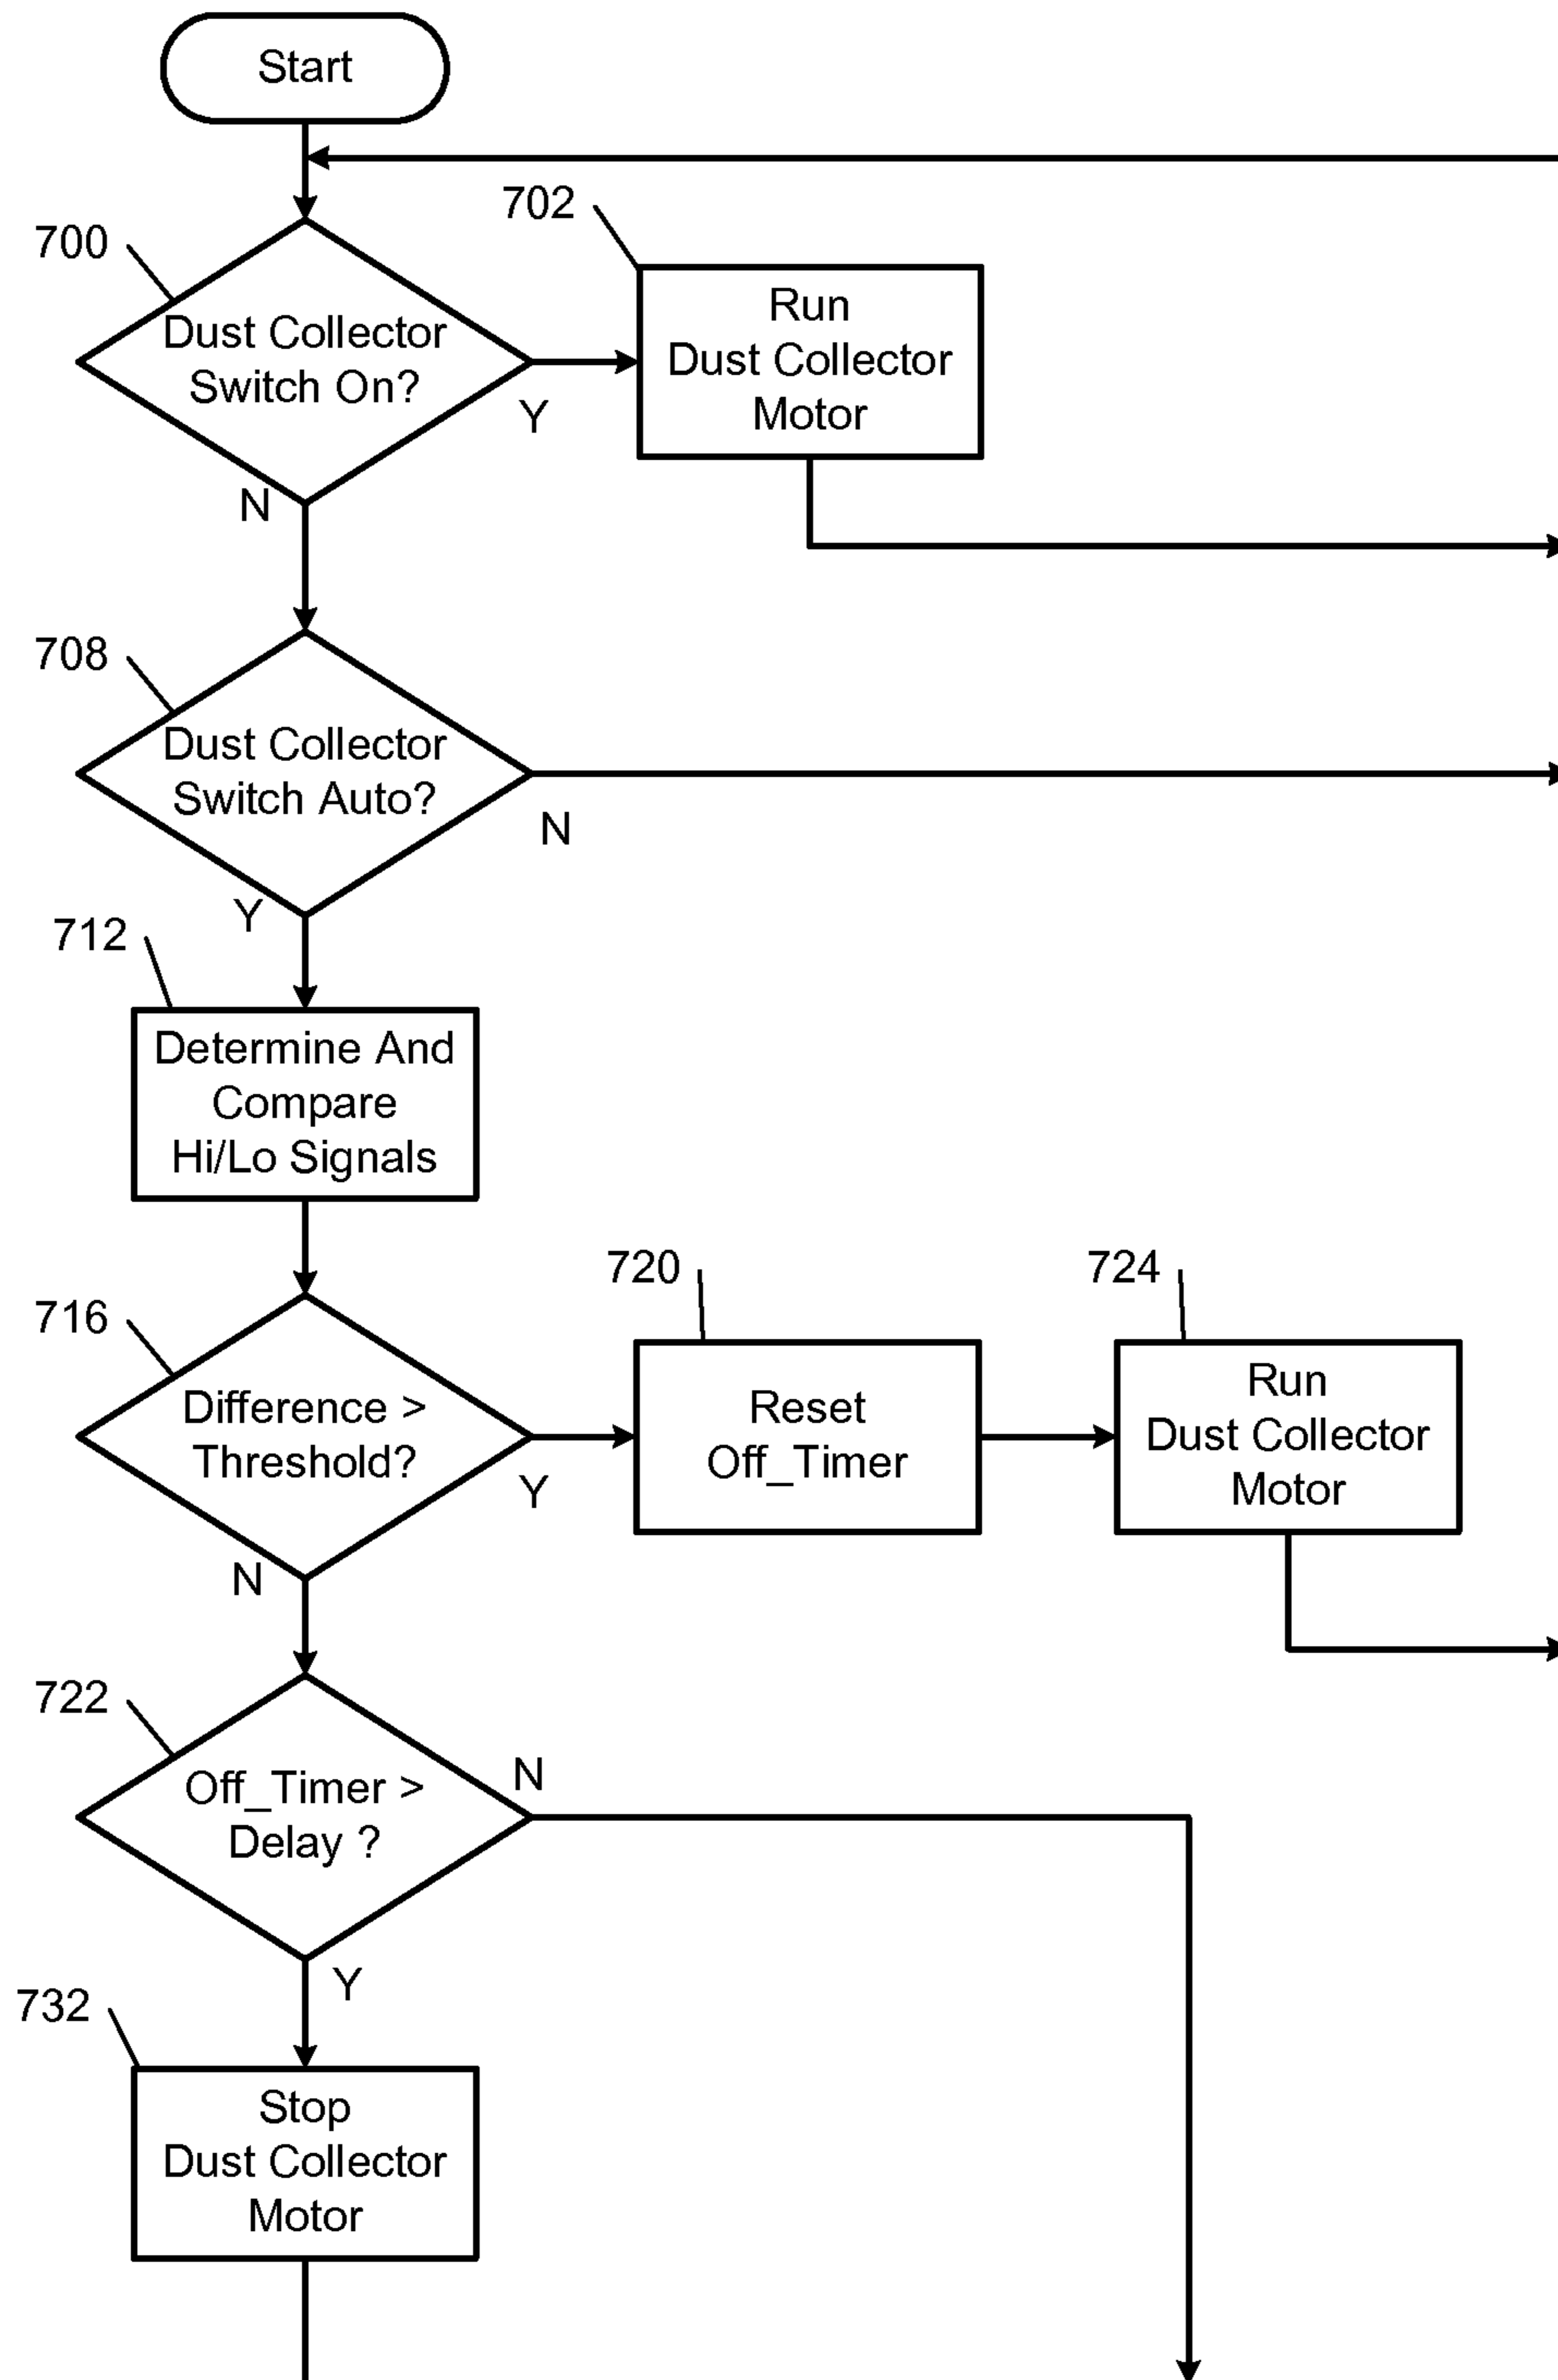 Start
700
702
Dust Collector
Switch On?
Y
N
Run
Dust Collector
Motor
708
Dust Collector
Switch Auto?
N
Y
712
Determine And
Compare
Hi/Lo Signals
716
Difference >
Threshold?
Y
N
720
Reset
Off_Timer
724
Run
Dust Collector
Motor
722
Off_Timer >
Delay ?
N
Y
732
Stop
Dust Collector
Motor